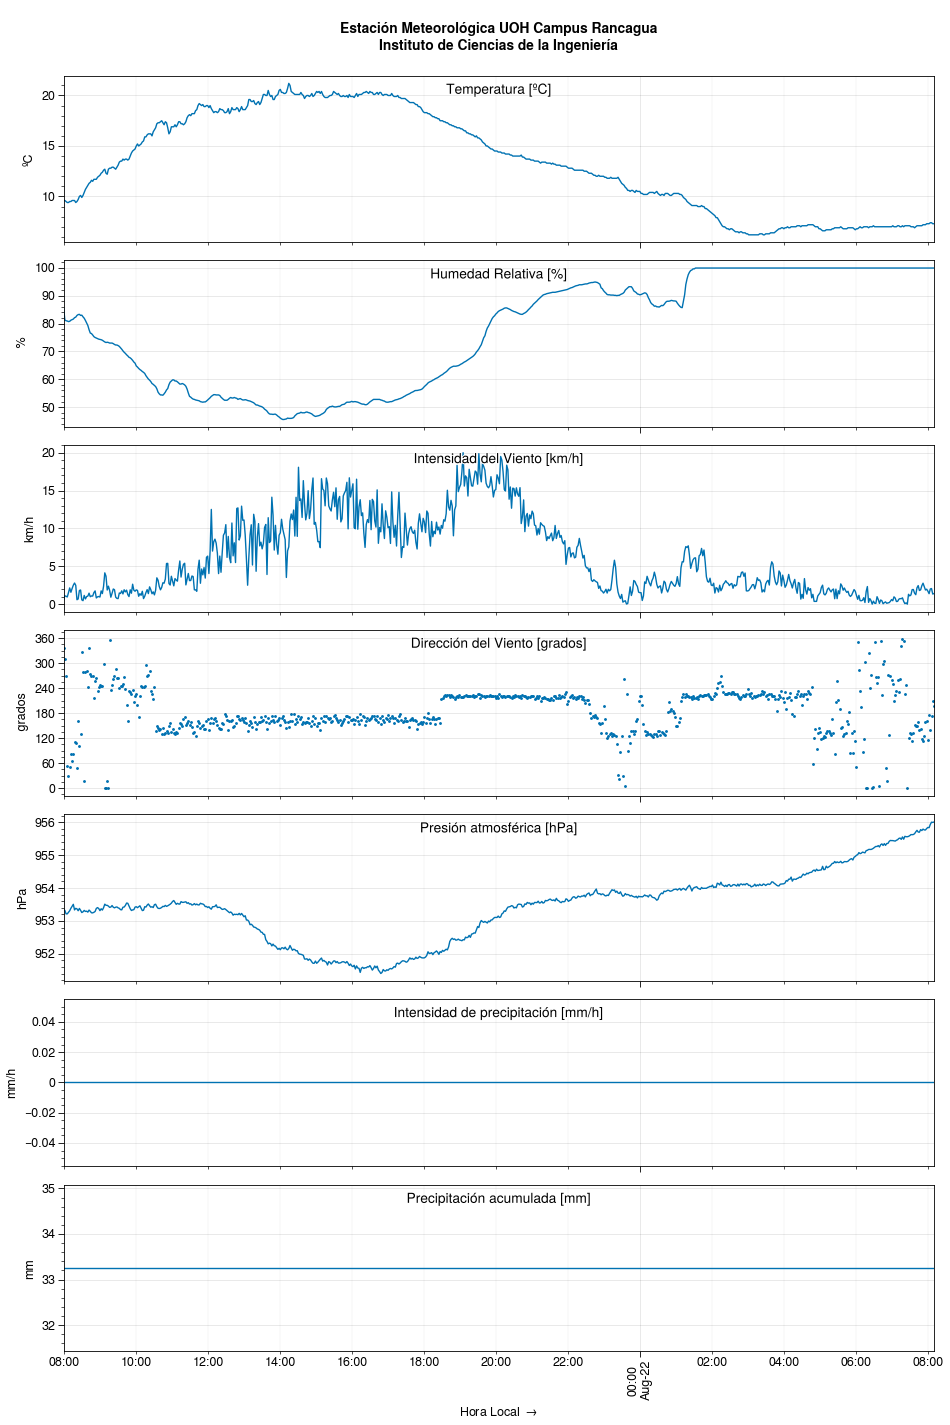 Estación Meteorológica UOH Campus Rancagua
Instituto de Ciencias de la Ingeniería
Temperatura [ºC]
ºC
20
15
10
Humedad Relativa [%]
%
100
90
80
70
60
50
Intensidad del Viento [km/h]
km/h
20
15
10
5
0
Dirección del Viento [grados]
grados
360
300
240
180
120
60
0
Presión atmosférica [hPa]
hPa
956
955
954
953
952
Intensidad de precipitación [mm/h]
mm/h
0.04
0.02
0
−0.02
−0.04
Precipitación acumulada [mm]
mm
35
34
33
32
08:00 10:00 12:00 14:00 16:00 18:00 20:00 22:00 00:00 02:00 04:00 06:00 08:00
Aug-22
Hora Local →